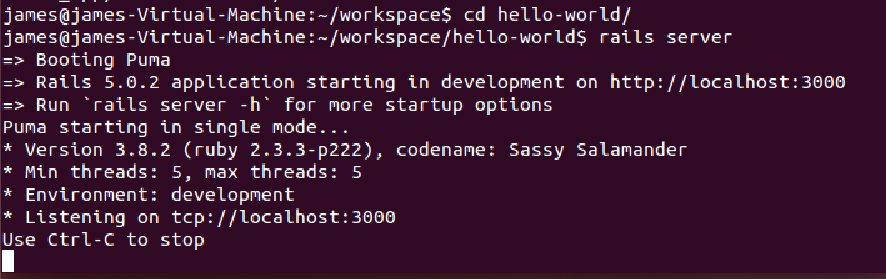 james@james-Virtual-Machine:~/workspace$ cd hello-world/
james@james-Virtual-Machine:~/workspace/hello-world$ rails server
=> Booting Puma
=> Rails 5.0.2 application starting in development on http://localhost:3000
=> Run `rails server -h` for more startup options
Puma starting in single mode...
* Version 3.8.2 (ruby 2.3.3-p222), codename: Sassy Salamander
* Min threads: 5, max threads: 5
* Environment: development
* Listening on tcp://localhost:3000
Use Ctrl-C to stop